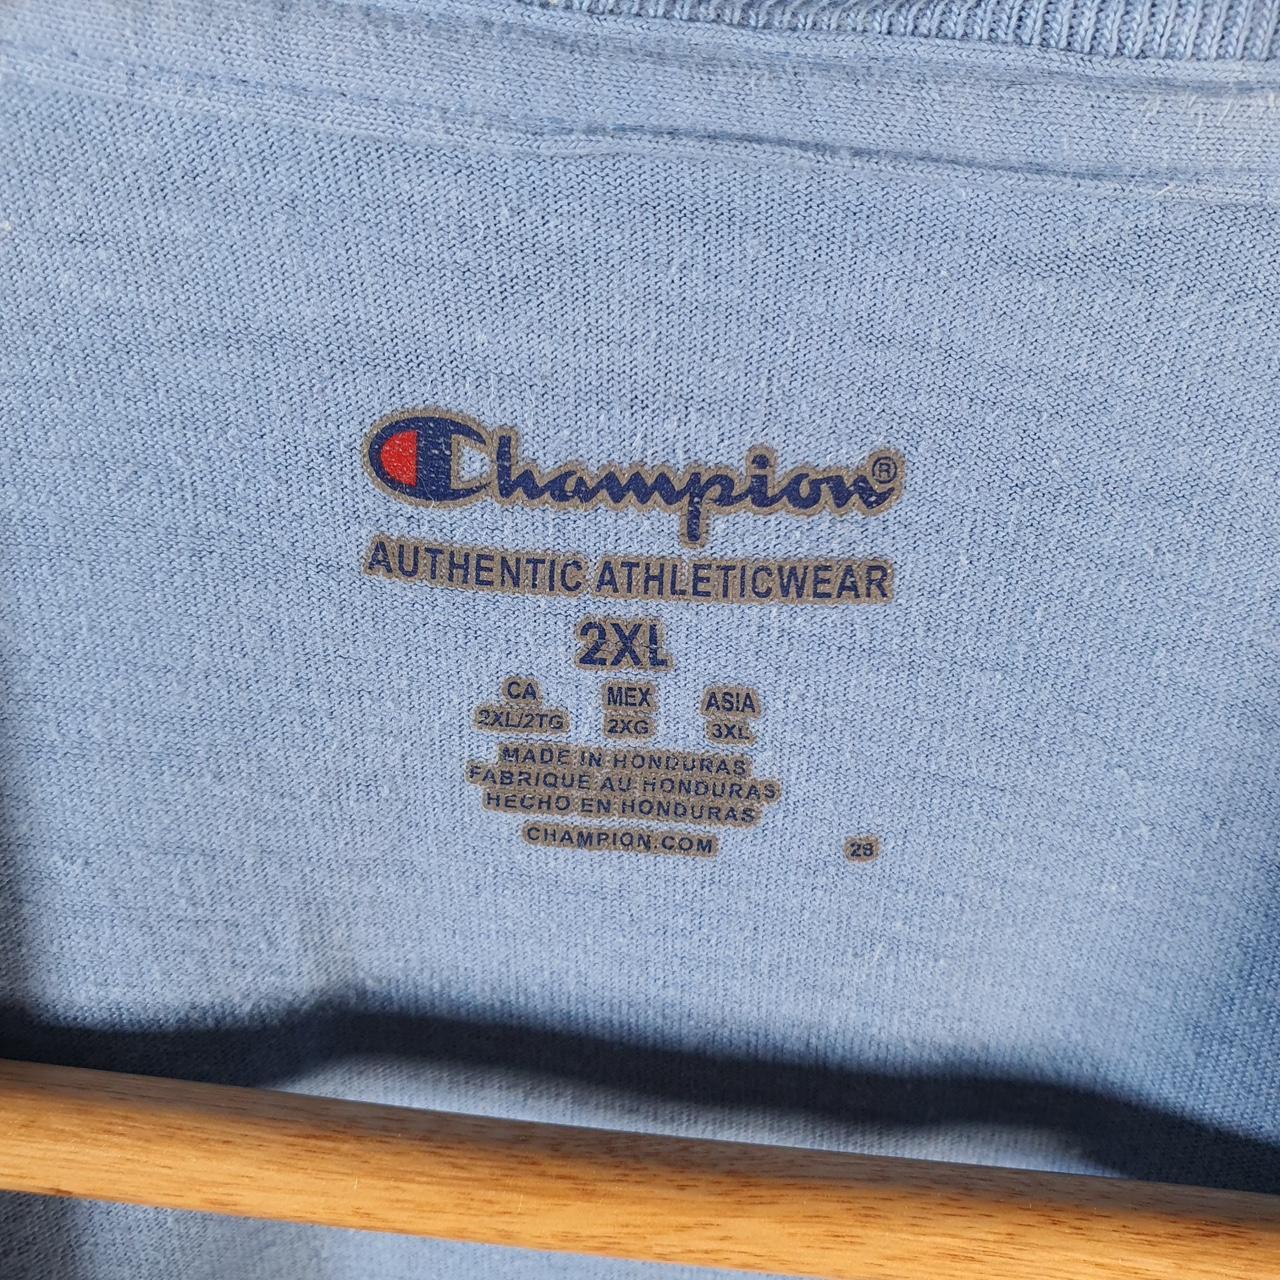 Champion®
AUTHENTIC ATHLETICWEAR
2XL
CA MEX ASIA
2XL/2TG 2XG 3XL
MADE IN HONDURAS
FABRIQUE AU HONDURAS
HECHO EN HONDURAS
CHAMPION.COM 28